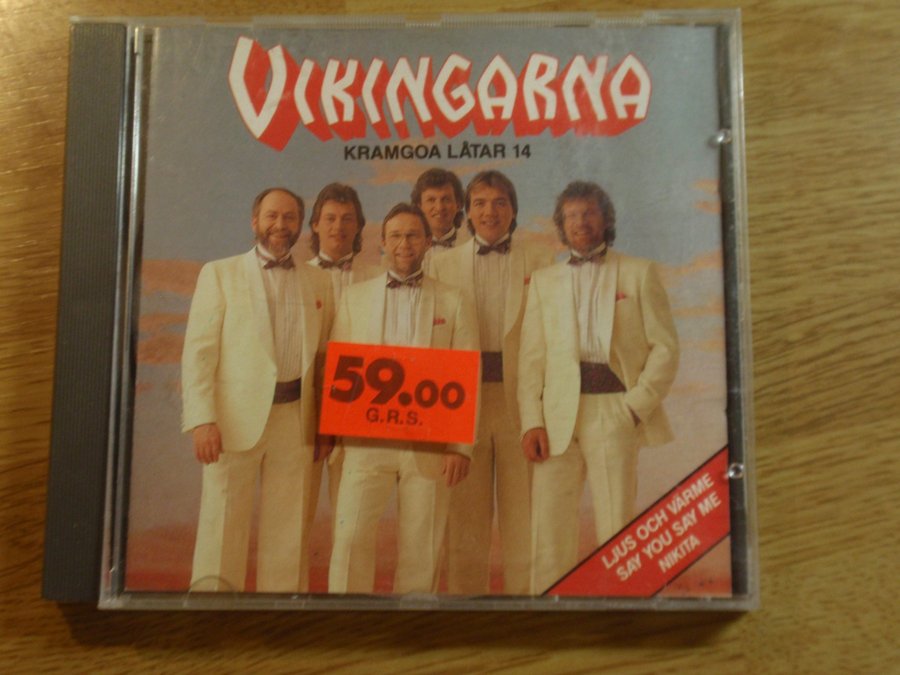 VIKINGARNA
KRAMGOA LÅTAR 14
59.00
G.R.S.
LJUS OCH VÄRME
SAY YOU SAY ME
NIKITA